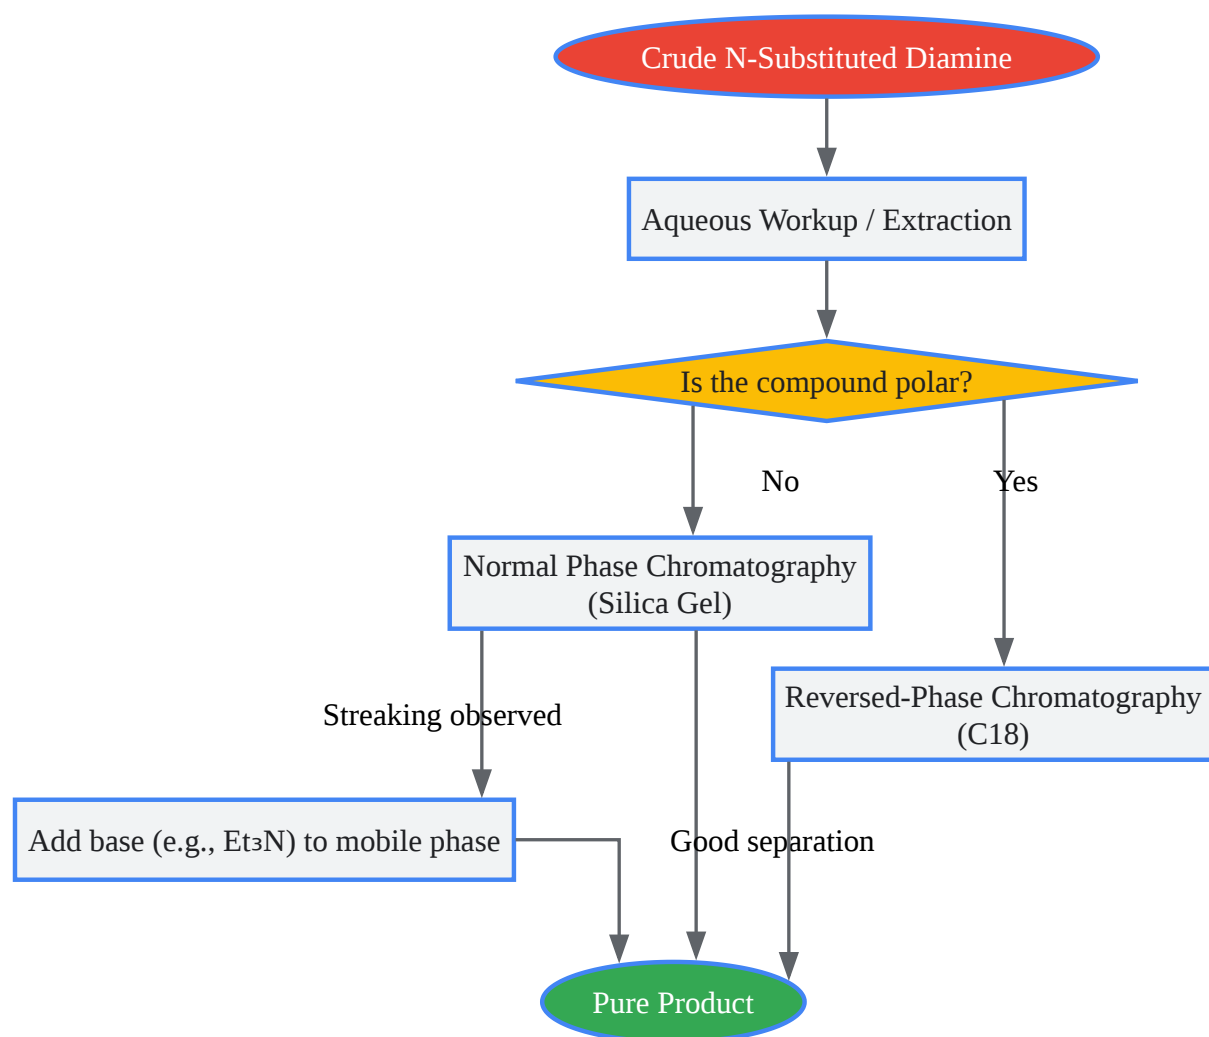 Crude N-Substituted Diamine
Aqueous Workup / Extraction
Is the compound polar?
No
Yes
Normal Phase Chromatography
(Silica Gel)
Reversed-Phase Chromatography
(C18)
Streaking observed
Add base (e.g., Et₃N) to mobile phase
Good separation
Pure Product